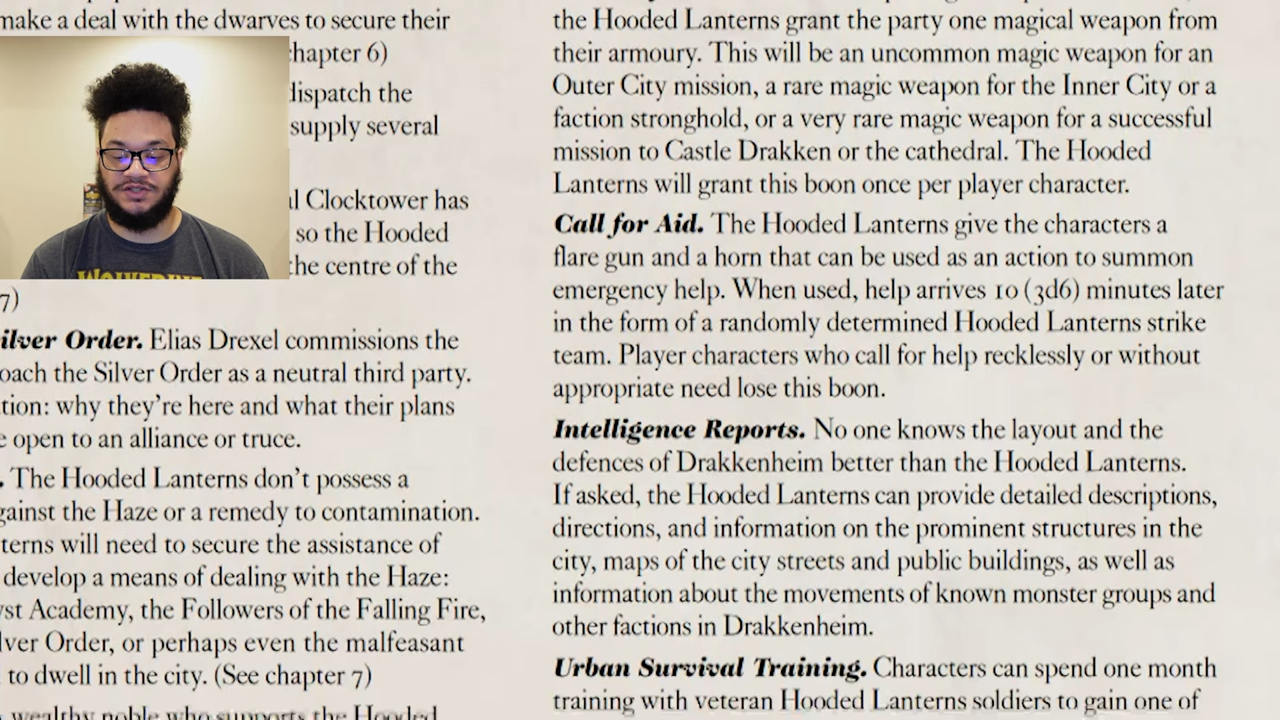 make a deal with the dwarves to secure their
chapter 6)
dispatch the
supply several
Clocktower has
so the Hooded
the centre of the
7)
Silver Order. Elias Drexel commissions the
the Silver Order as a neutral third party.
why they're here and what their plans
open to an alliance or truce.
. The Hooded Lanterns don't possess a
against the Haze or a remedy to contamination.
will need to secure the assistance of
develop a means of dealing with the Haze:
Academy, the Followers of the Falling Fire,
Order, or perhaps even the malfeasant
to dwell in the city. (See chapter 7)
wealthy noble who supports the Hooded
the Hooded Lanterns grant the party one magical weapon from
their armoury. This will be an uncommon magic weapon for an
Outer City mission, a rare magic weapon for the Inner City or a
faction stronghold, or a very rare magic weapon for a successful
mission to Castle Drakken or the cathedral. The Hooded
Lanterns will grant this boon once per player character.
Call for Aid. The Hooded Lanterns give the characters a
flare gun and a horn that can be used as an action to summon
emergency help. When used, help arrives 10 (3d6) minutes later
in the form of a randomly determined Hooded Lanterns strike
team. Player characters who call for help recklessly or without
appropriate need lose this boon.
Intelligence Reports. No one knows the layout and the
defences of Drakkenheim better than the Hooded Lanterns.
If asked, the Hooded Lanterns can provide detailed descriptions,
directions, and information on the prominent structures in the
city, maps of the city streets and public buildings, as well as
information about the movements of known monster groups and
other factions in Drakkenheim.
Urban Survival Training. Characters can spend one month
training with veteran Hooded Lanterns soldiers to gain one of
WOLVERINE